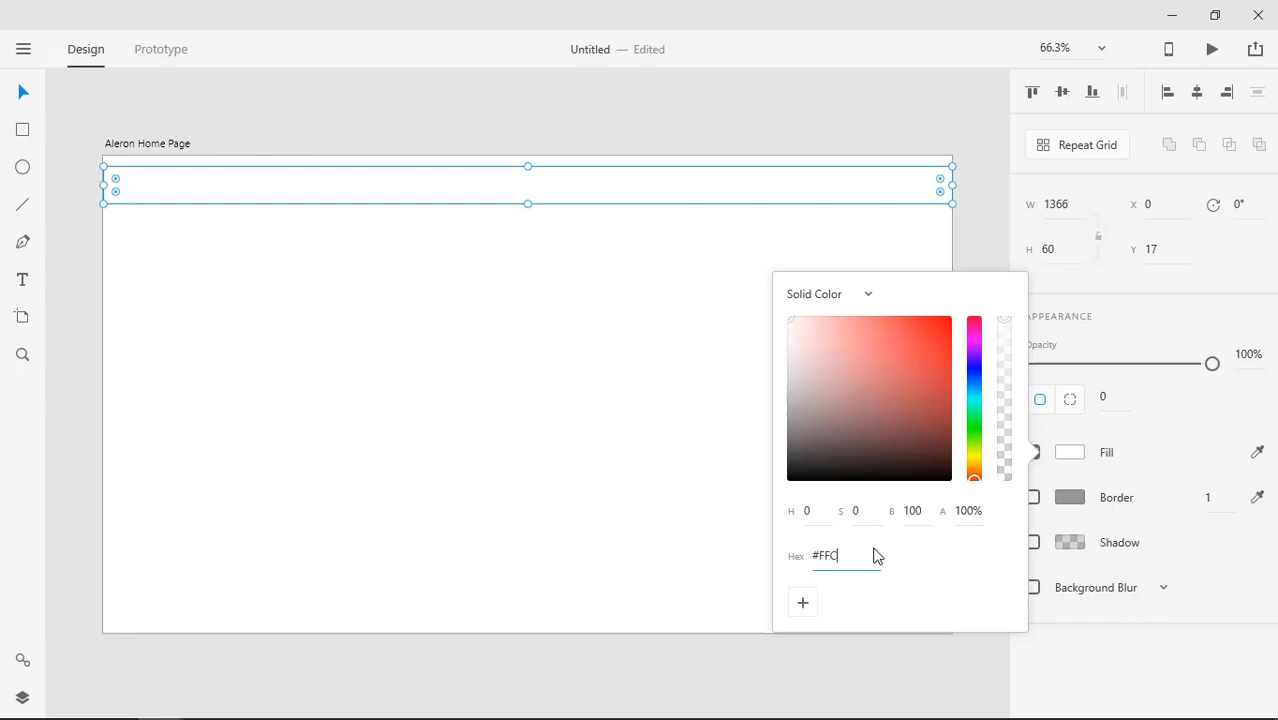 Design
Prototype
Untitled — Edited
66.3%
Aleron Home Page
Repeat Grid
W 1366
X 0
0°
H 60
Y 17
Solid Color
APPEARANCE
Opacity
100%
0
Fill
H 0 S 0 B 100 A 100%
Border
1
Hex #FFC
Shadow
Background Blur